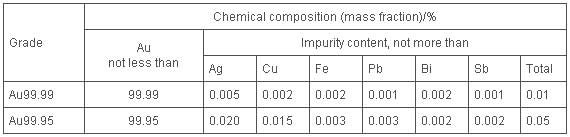 Grade
Chemical composition (mass fraction)/%
Au
not less than
Impurity content, not more than
Ag Cu Fe Pb Bi Sb Total
Au99.99 99.99 0.005 0.002 0.002 0.001 0.002 0.001 0.01
Au99.95 99.95 0.020 0.015 0.003 0.003 0.002 0.002 0.05